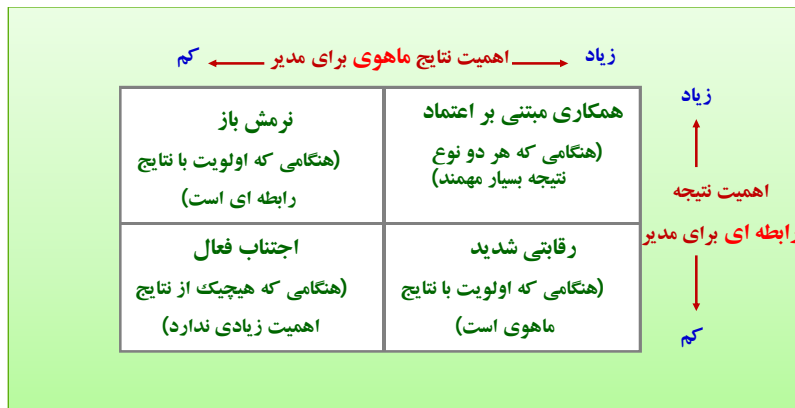 زیاد اهمیت نتایج ماهوی برای مدیر کم
زیاد
اهمیت نتیجه
رابطه ای برای مدیر
کم
همکاری مبتنی بر اعتماد
(هنگامی که هر دو نوع
نتیجه بسیار مهمند)
نرمش باز
(هنگامی که اولویت با نتایج
رابطه ای است)
رقابتی شدید
(هنگامی که اولویت با نتایج
ماهوی است)
اجتناب فعال
(هنگامی که هیچیک از نتایج
اهمیت زیادی ندارد)